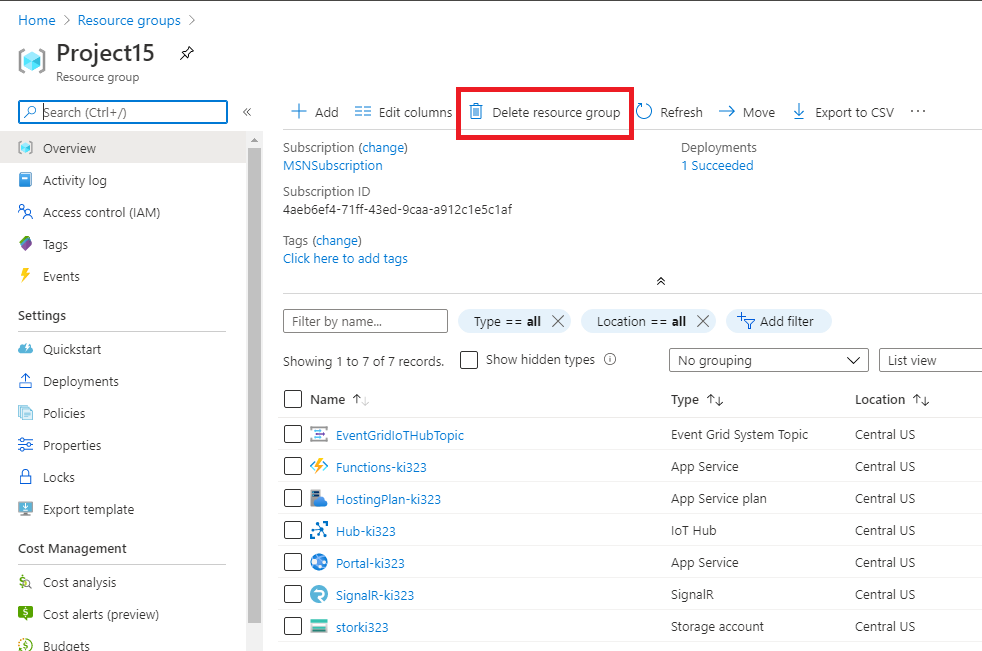 Home > Resource groups >
Project15
Resource group
Search (Ctrl+/)
«
Overview
Activity log
Access control (IAM)
Tags
Events
Settings
Quickstart
Deployments
Policies
Properties
Locks
Export template
Cost Management
Cost analysis
Cost alerts (preview)
Budgets
Add Edit columns Delete resource group Refresh Move Export to CSV ...
Subscription (change)
MSNSubscription
Deployments
1 Succeeded
Subscription ID
4aeb6ef4-71ff-43ed-9caa-a912c1e5c1af
Tags (change)
Click here to add tags
Filter by name... Type == all Location == all Add filter
Showing 1 to 7 of 7 records. Show hidden types No grouping List view
Name Type Location
EventGridIoTHubTopic Event Grid System Topic Central US
Functions-ki323 App Service Central US
HostingPlan-ki323 App Service plan Central US
Hub-ki323 IoT Hub Central US
Portal-ki323 App Service Central US
SignalR-ki323 SignalR Central US
storki323 Storage account Central US